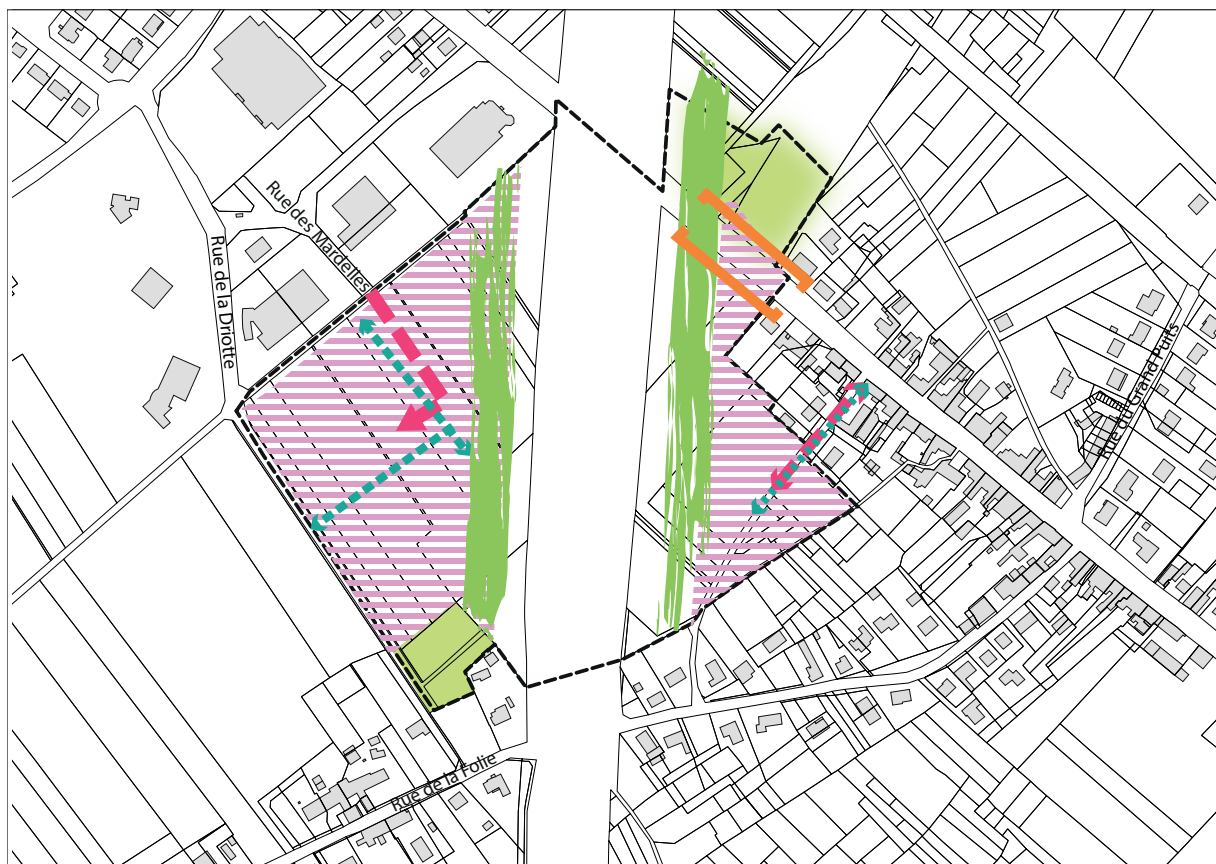 Rue des Mardelles
Rue de la Driotte
Rue du Grand Puits
Rue de la Folie